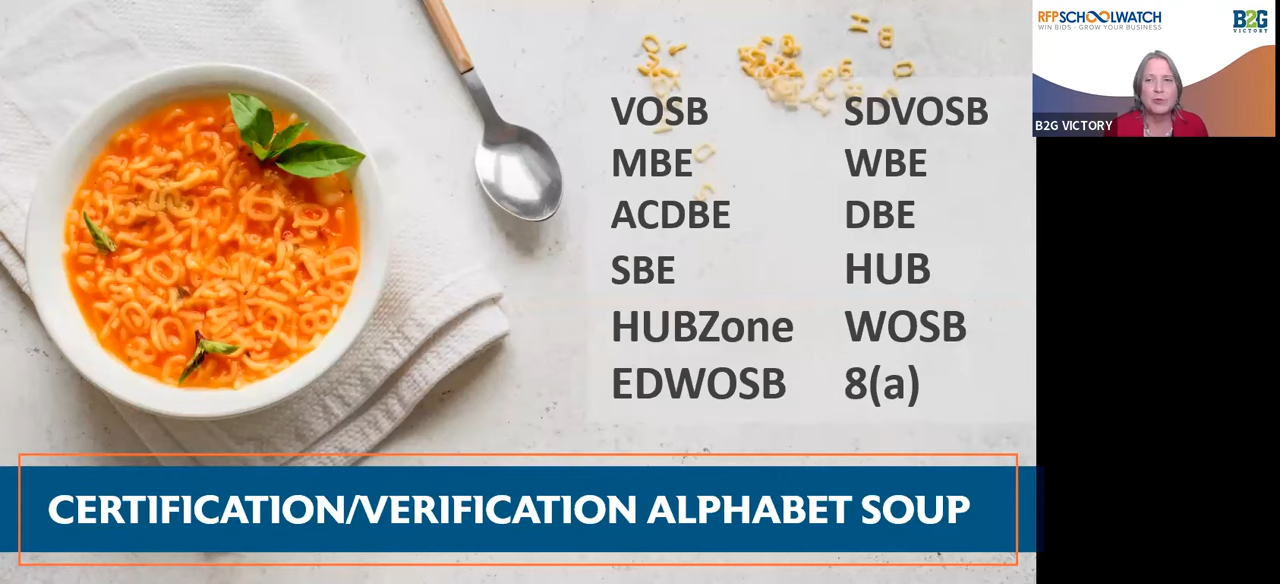 VOSB
SDVOSB
MBE
WBE
ACDBE
DBE
SBE
HUB
HUBZone
WOSB
EDWOSB
8(a)
CERTIFICATION/VERIFICATION ALPHABET SOUP
RFPSCHOOLWATCH
WIN BIDS - GROW YOUR BUSINESS
B2G
VICTORY
B2G VICTORY